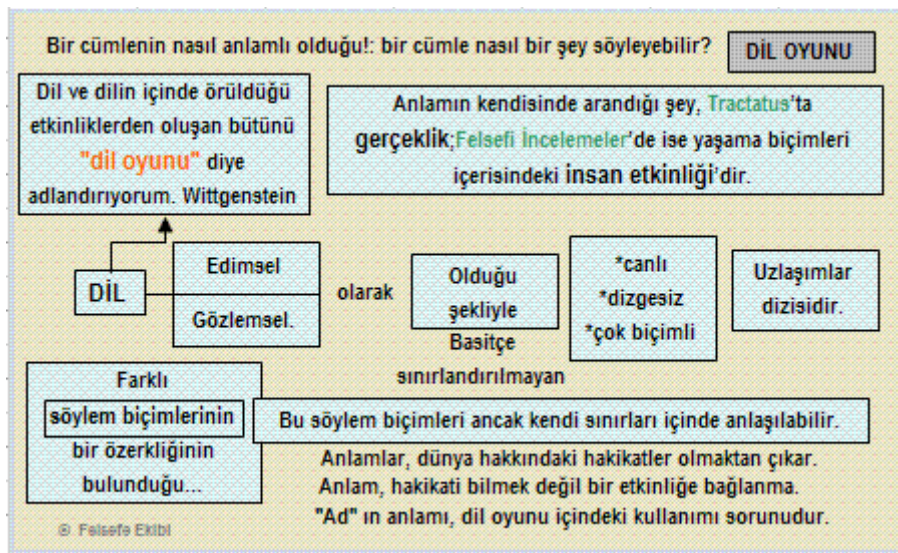 Bir cümlenin nasıl anlamlı olduğu!: bir cümle nasıl bir şey söyleyebilir?
DİL OYUNU
Dil ve dilin içinde örüldüğü
etkinliklerden oluşan bütünü
"dil oyunu" diye
adlandırıyorum. Wittgenstein
Anlamın kendisinde arandığı şey, Tractatus'ta
gerçeklik;Felsefi İncelemeler'de ise yaşama biçimleri
içerisindeki insan etkinliği'dir.
DİL
Edimsel
Gözlemsel.
olarak
Olduğu
şekliyle
Basitçe
sınırlandırılmayan
*canlı
*dizgesiz
*çok biçimli
Uzlaşımlar
dizisidir.
Farklı
söylem biçimlerinin
bir özerkliğinin
bulunduğu...
Bu söylem biçimleri ancak kendi sınırları içinde anlaşılabilir.
Anlamlar, dünya hakkındaki hakikatler olmaktan çıkar.
Anlam, hakikati bilmek değil bir etkinliğe bağlanma.
"Ad" ın anlamı, dil oyunu içindeki kullanımı sorunudur.
© Felsefe Ekibi